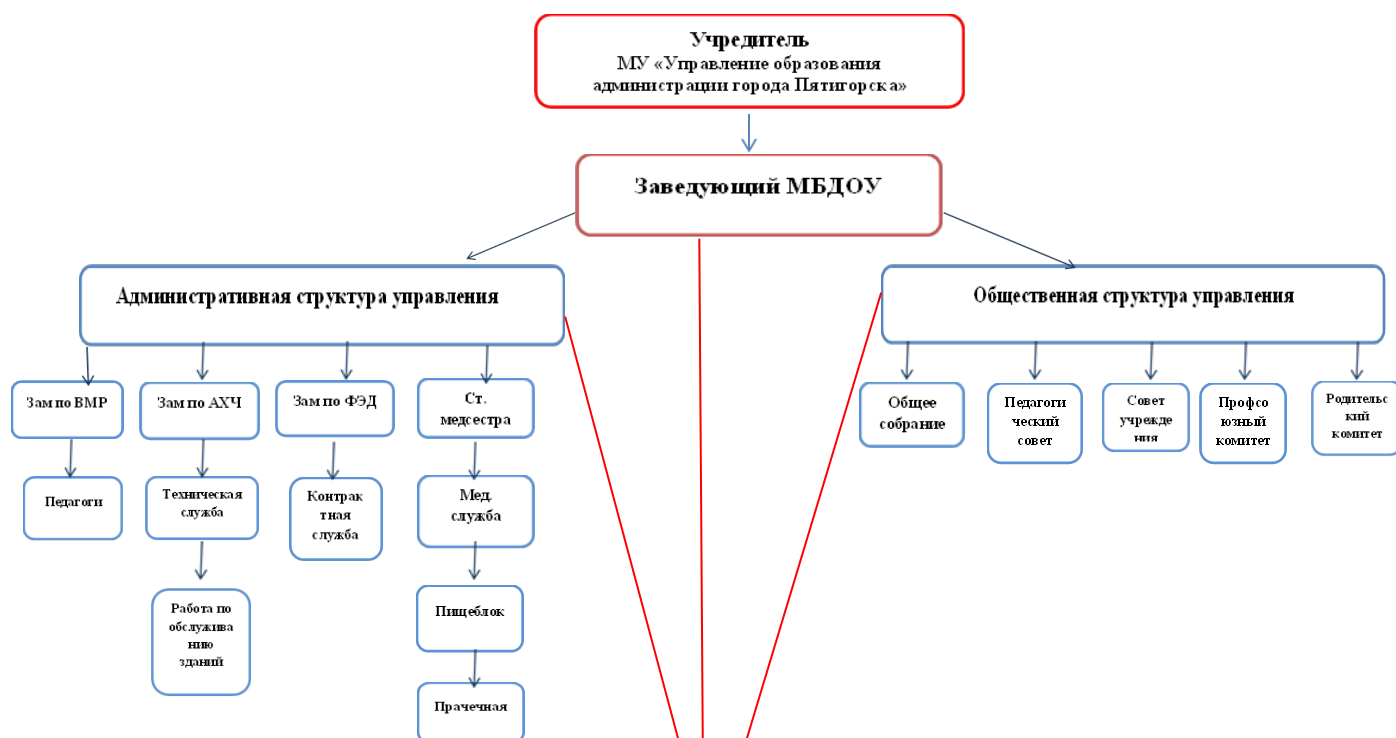 Учредитель
МУ «Управление образования
администрации города Пятигорска»
Заведующий МБДОУ
Административная структура управления
Общественная структура управления
Зам по ВМР
Зам по АХЧ
Зам по ФЭД
Ст.
медсестра
Общее
собрание
Педагоги
ческий
совет
Совет
учрежде
ния
Профсо
юзный
комитет
Родительс
кий
комитет
Педагоги
Техническая
служба
Контрак
тная
служба
Мед.
служба
Работа по
обслужива
нию
зданий
Пищеблок
Прачечная